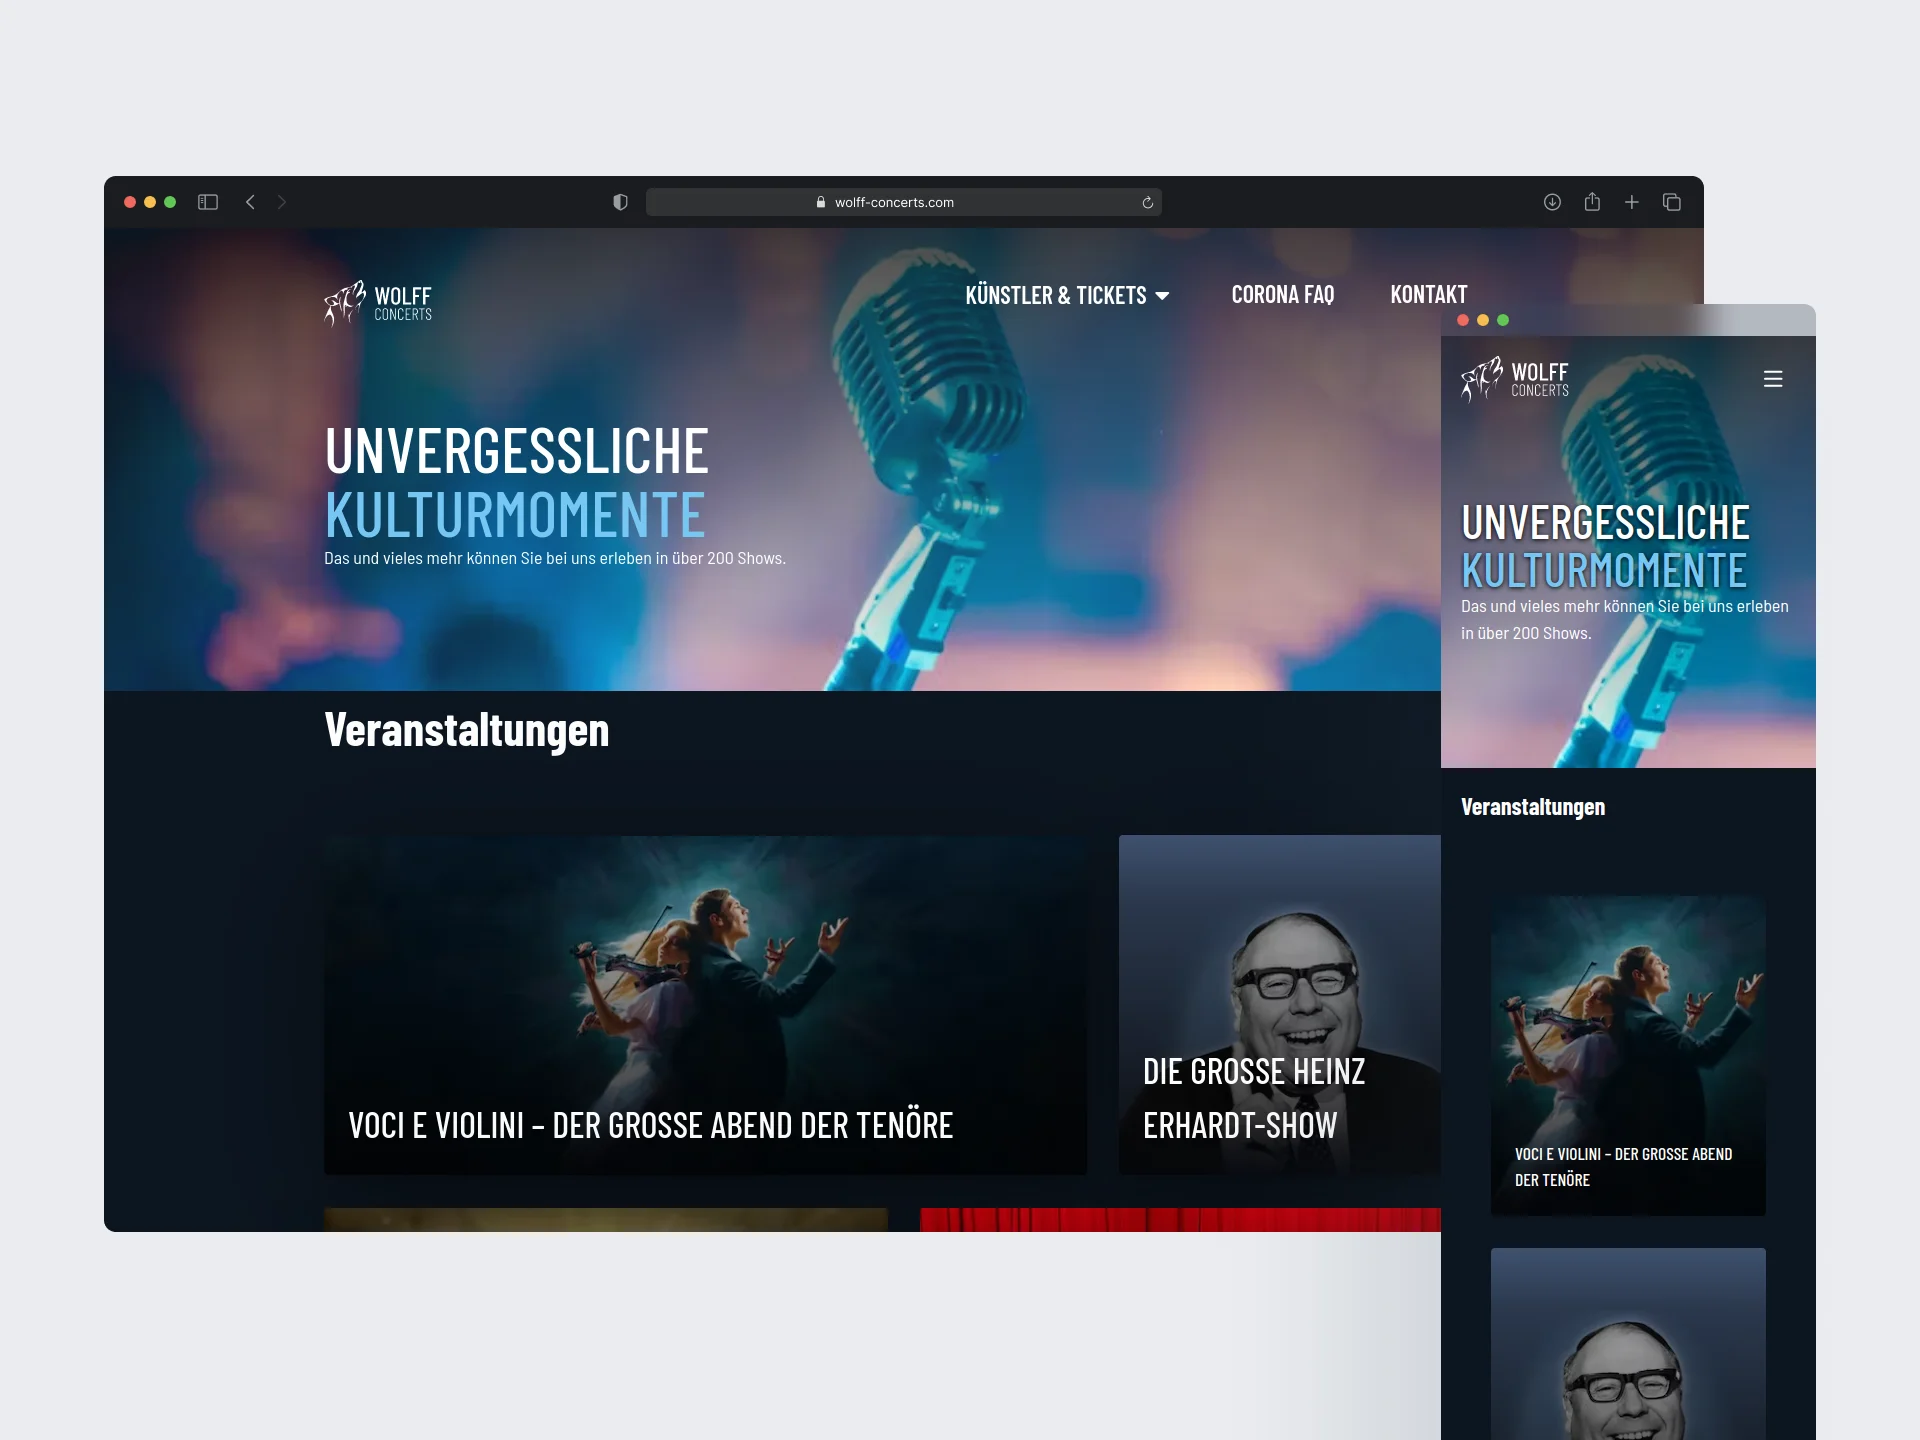 wolff-concerts.com
WOLFF
CONCERTS
KÜNSTLER & TICKETS
CORONA FAQ
KONTAKT
UNVERGESSLICHE
KULTURMOMENTE
Das und vieles mehr können Sie bei uns erleben in über 200 Shows.
Veranstaltungen
VOCI E VIOLINI – DER GROSSE ABEND DER TENÖRE
DIE GROSSE HEINZ
ERHARDT-SHOW
WOLFF
CONCERTS
UNVERGESSLICHE
KULTURMOMENTE
Das und vieles mehr können Sie bei uns erleben
in über 200 Shows.
Veranstaltungen
VOCI E VIOLINI – DER GROSSE ABEND
DER TENÖRE